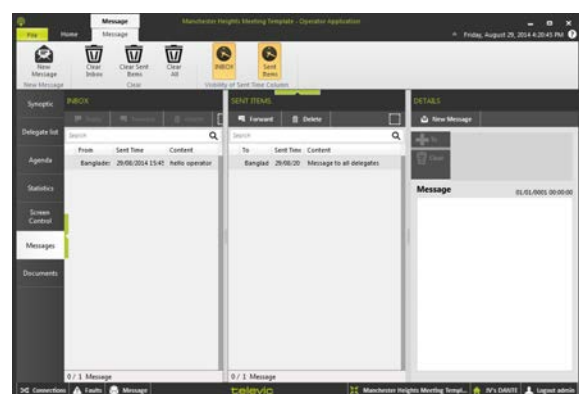 Message
Manchester Heights Meeting Template - Operator Application
File Home Message
Friday, August 29, 2014 4:20:45 PM
New Message
Clear Inbox
Clear Sent Items
Clear All
INBOX
Sent Items
New Message Clear Visibility of Sent Time Column
Synoptic
Delegate list
Agenda
Statistics
Screen Control
Messages
Documents
INBOX
Delete
Search
From Sent Time Content
Banglades 29/08/2014 15:45 hello operator
0 / 1 Message
SENT ITEMS
Forward Delete
Search
To Sent Time Content
Banglad 29/08/20 Message to all delegates
0 / 1 Message
DETAILS
New Message
To
Clear
Message 01/01/0001 00:00:00
Connections Faults Message televic Manchester Heights Meeting Templ... JV's DANTE Logout admin